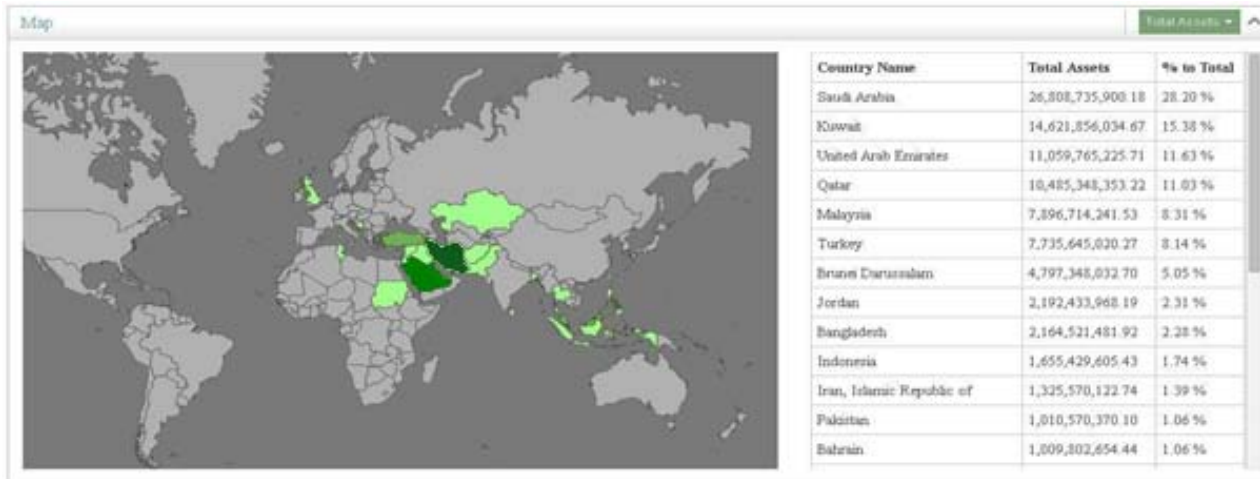 Map
Total Assets
Country Name Total Assets % to Total
Saudi Arabia 26,808,735,900.18 28.20 %
Kuwait 14,621,856,034.67 15.38 %
United Arab Emirates 11,059,765,225.71 11.63 %
Qatar 10,485,348,353.22 11.03 %
Malaysia 7,896,714,241.53 8.31 %
Turkey 7,735,645,020.27 8.14 %
Brunei Darussalam 4,797,348,032.70 5.05 %
Jordan 2,192,433,968.19 2.31 %
Bangladesh 2,164,521,481.92 2.28 %
Indonesia 1,655,429,605.43 1.74 %
Iran, Islamic Republic of 1,325,570,122.74 1.39 %
Pakistan 1,010,570,370.10 1.06 %
Bahrain 1,009,802,654.44 1.06 %